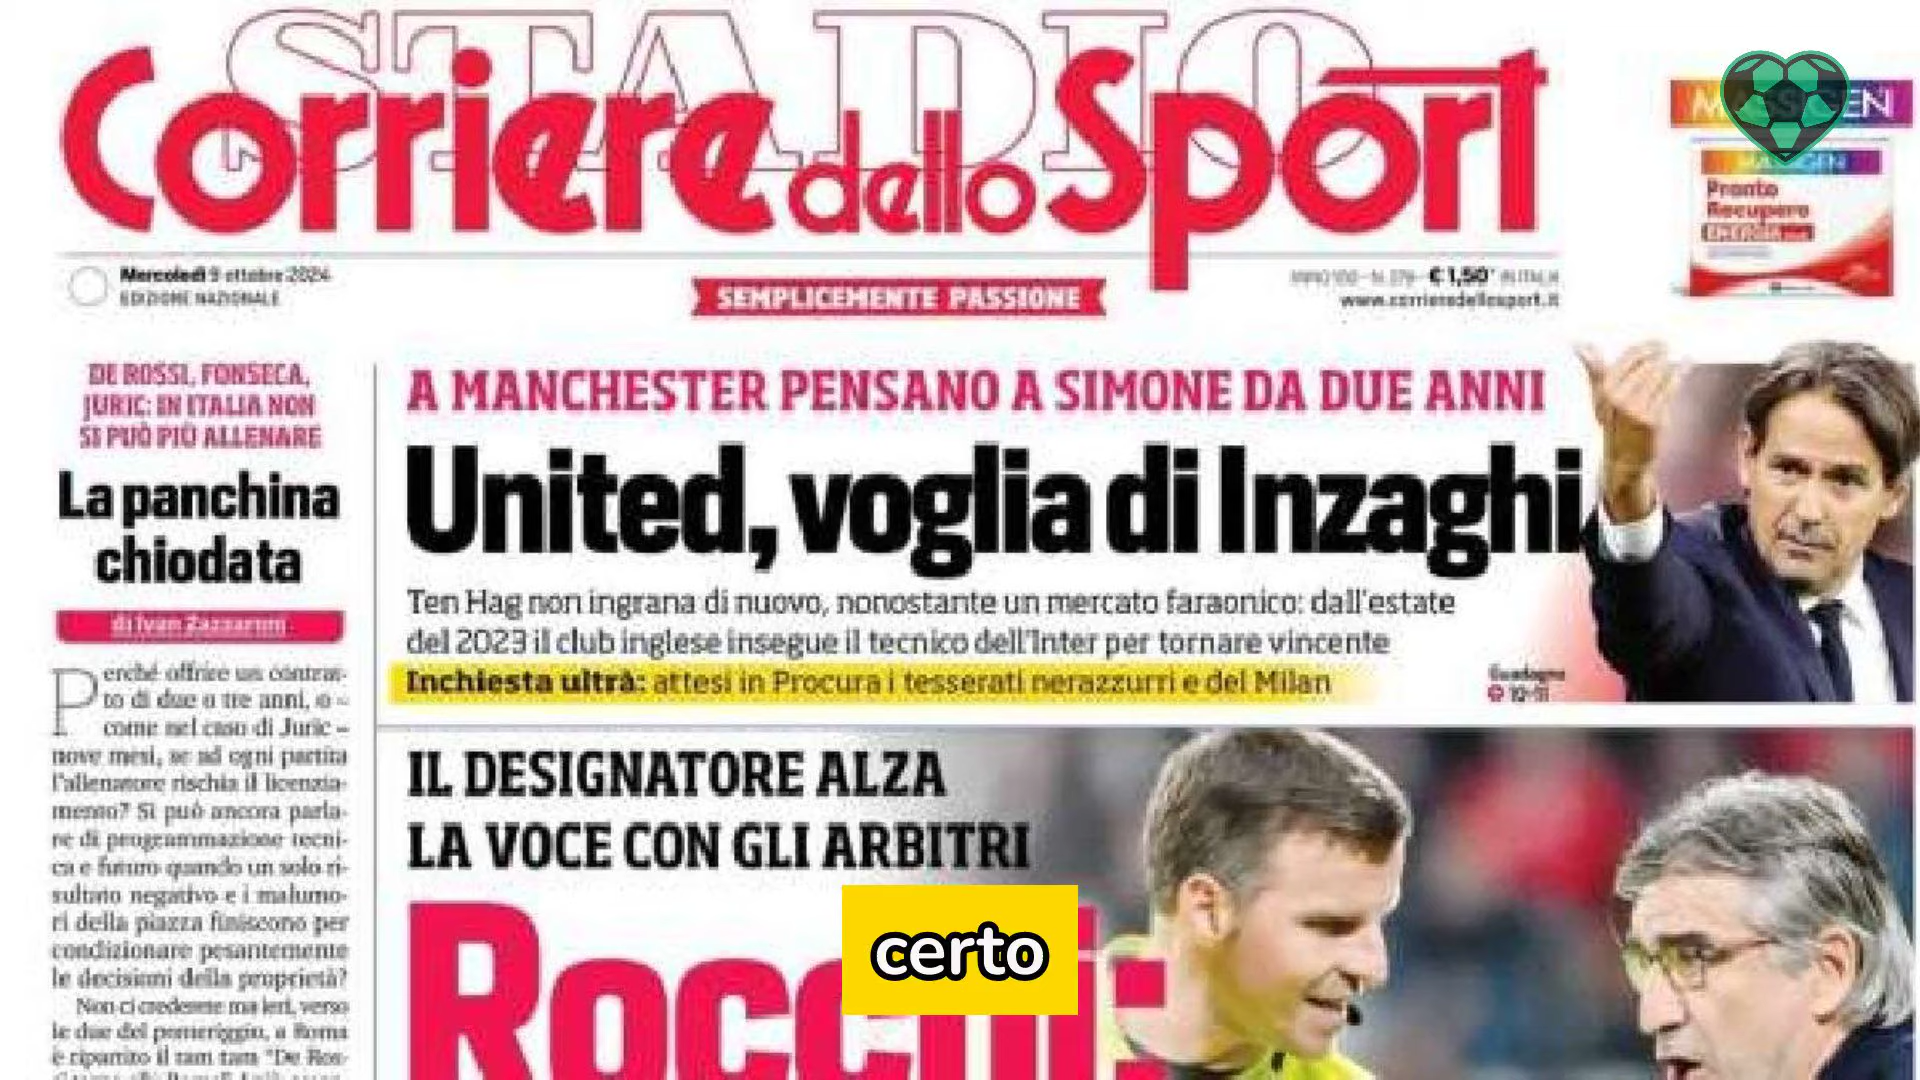 STADIO
Corriere dello Sport
Mercoledì 9 ottobre 2024
EDIZIONE NAZIONALE
SEMPLICEMENTE PASSIONE
€ 1,50* IN ITALIA
www.corrieredellosport.it
Pronto
Recupero
DE ROSSI, FONSECA,
JURIC: IN ITALIA NON
SI PUÒ PIÙ ALLENARE
La panchina
chiodata
di Ivan Zazzaroni
Perché offrire un contrat-
to di due o tre anni, o –
come nel caso di Juric –
nove mesi, se ad ogni partita
l'allenatore rischia il licenzia-
mento? Si può ancora parla-
re di programmazione tecni-
ca e futuro quando un solo ri-
sultato negativo e i malumo-
ri della piazza finiscono per
condizionare pesantemente
le decisioni della proprietà?
Non ci crederete ma ieri, verso
le due del pomeriggio, a Roma
è ripartito il tam tam "De Ros-
A MANCHESTER PENSANO A SIMONE DA DUE ANNI
United, voglia di Inzaghi
Ten Hag non ingrana di nuovo, nonostante un mercato faraonico: dall'estate
del 2023 il club inglese insegue il tecnico dell'Inter per tornare vincente
Inchiesta ultrà: attesi in Procura i tesserati nerazzurri e del Milan
Guadagno
10-11
IL DESIGNATORE ALZA
LA VOCE CON GLI ARBITRI
Rocchi:
certo